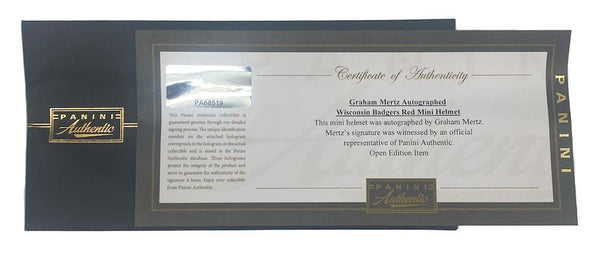 PANINI
Authentic
PA68519
This Panini Authentic collectible is
guaranteed genuine through our detailed
signing process. The unique identification
number on the attached hologram
corresponds to the hologram on the actual
collectible and is stored in the Panini
Authentic database. These holograms
protect the integrity of the product and
serve to guarantee the authenticity of the
signature it bears. Enjoy your collectible
from Panini Authentic.
Certificate of Authenticity
Graham Mertz Autographed
Wisconsin Badgers Red Mini Helmet
This mini helmet was autographed by Graham Mertz.
Mertz's signature was witnessed by an official
representative of Panini Authentic.
Open Edition Item
PANINI
Authentic
PANINI